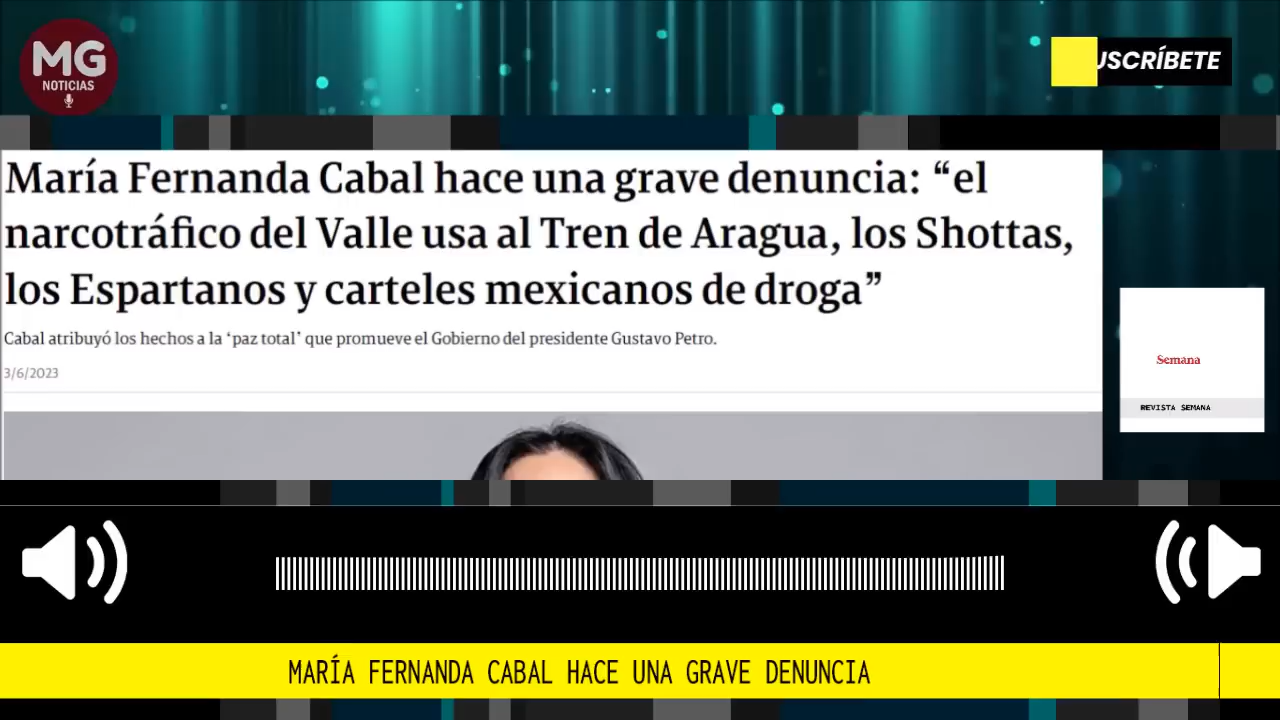 MG
NOTICIAS
USCRÍBETE
María Fernanda Cabal hace una grave denuncia: “el
narcotráfico del Valle usa al Tren de Aragua, los Shottas,
los Espartanos y carteles mexicanos de droga”
Cabal atribuyó los hechos a la ‘paz total’ que promueve el Gobierno del presidente Gustavo Petro.
3/6/2023
Semana
REVISTA SEMANA
MARÍA FERNANDA CABAL HACE UNA GRAVE DENUNCIA